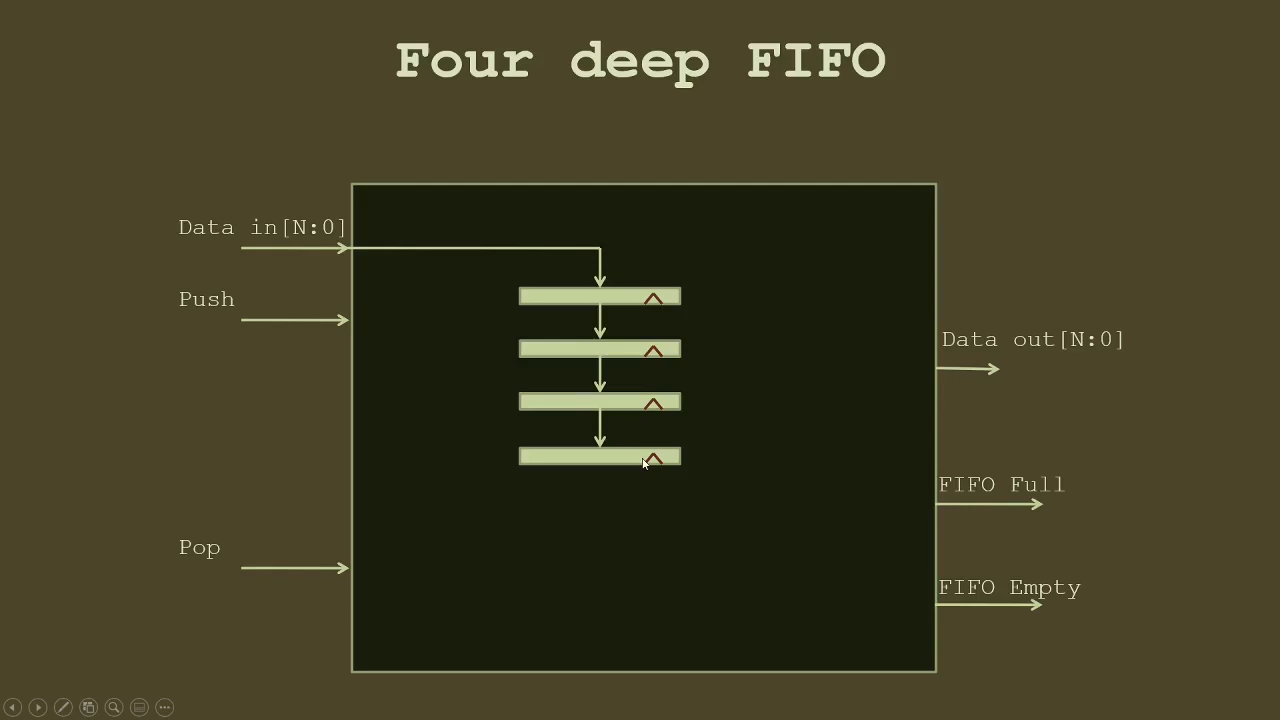 Four deep FIFO
Data in[N:0]
Push
Data out[N:0]
FIFO Full
Pop
FIFO Empty